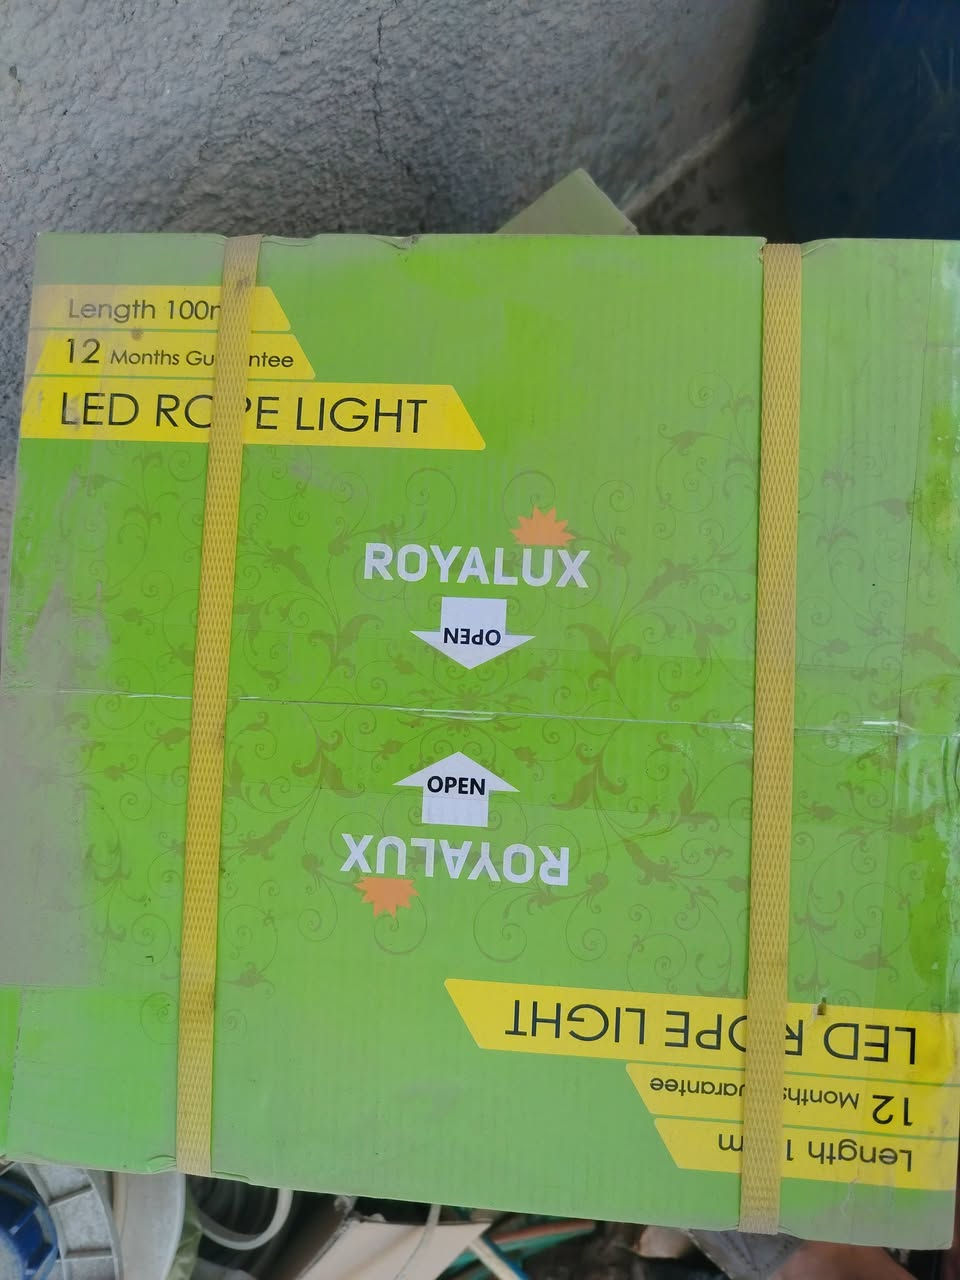 Length 100m
12 Months Guarantee
LED ROPE LIGHT
ROYALUX
OPEN
OPEN
ROYALUX
LED ROPE LIGHT
12 Months Guarantee
Length 100m